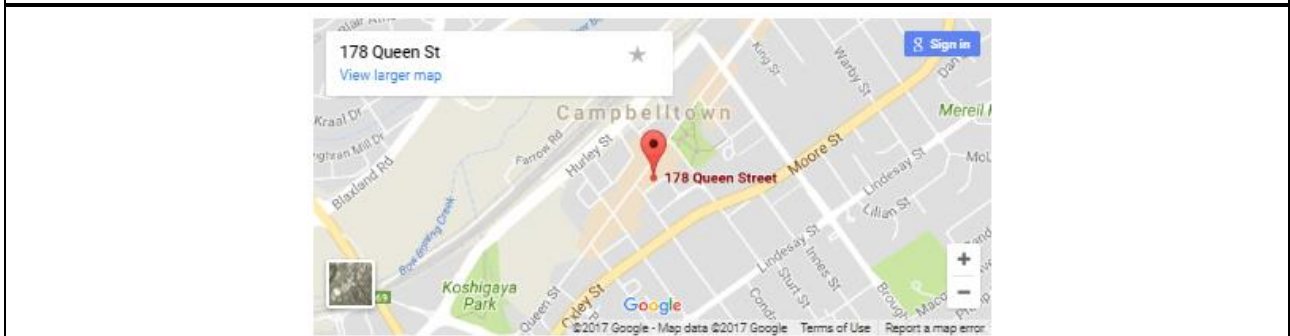 178 Queen St
View larger map
Sign in
King St
Warby St
Campbelltown
Kraal Dr
Farrow Rd
Hurley St
Blaxland Rd
178 Queen Street
Moore St
Lindesay St
Lilian St
Bow Bowing Creek
Lindesay St
Innes St
Sturt St
Koshigaya
Park
Queen St
Oxley St
Google
69
+
−
©2017 Google - Map data ©2017 Google Terms of Use Report a map error